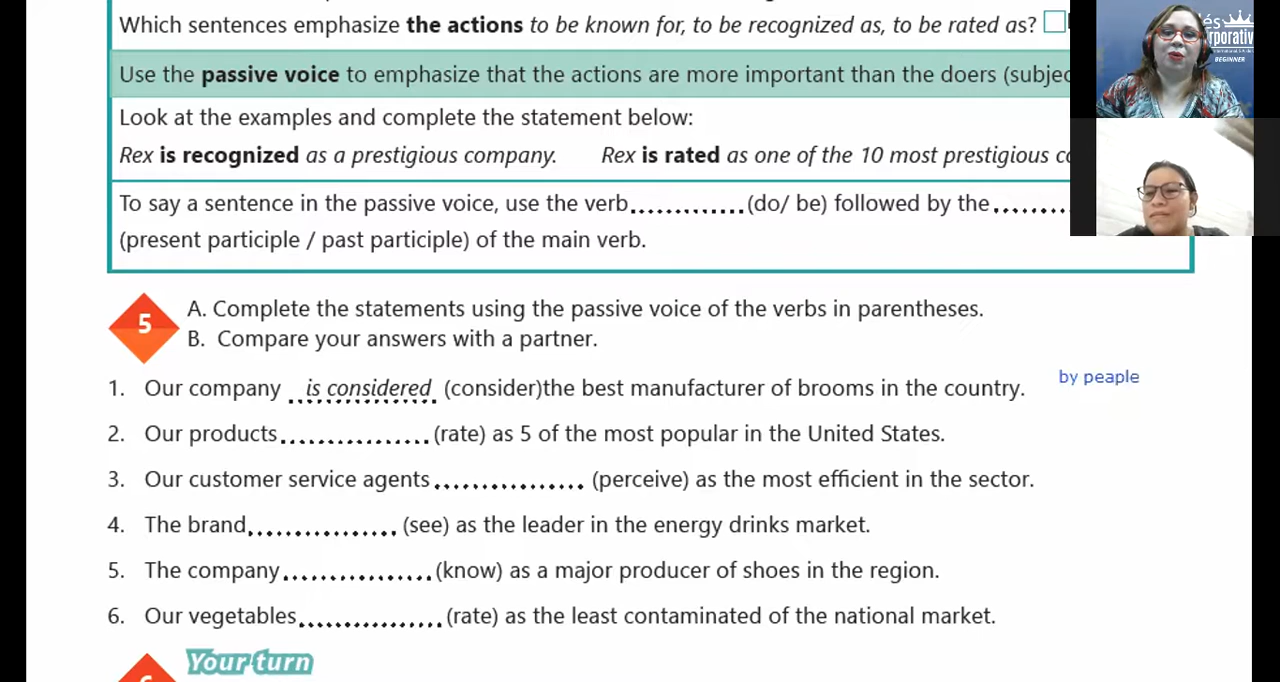 Which sentences emphasize the actions to be known for, to be recognized as, to be rated as?
Use the passive voice to emphasize that the actions are more important than the doers (subjec
Look at the examples and complete the statement below:
Rex is recognized as a prestigious company. Rex is rated as one of the 10 most prestigious co
To say a sentence in the passive voice, use the verb............(do/ be) followed by the........
(present participle / past participle) of the main verb.
5
A. Complete the statements using the passive voice of the verbs in parentheses.
B. Compare your answers with a partner.
1. Our company is considered (consider)the best manufacturer of brooms in the country. by peaple
2. Our products................(rate) as 5 of the most popular in the United States.
3. Our customer service agents................ (perceive) as the most efficient in the sector.
4. The brand................ (see) as the leader in the energy drinks market.
5. The company................(know) as a major producer of shoes in the region.
6. Our vegetables................(rate) as the least contaminated of the national market.
Your turn
BEGINNER